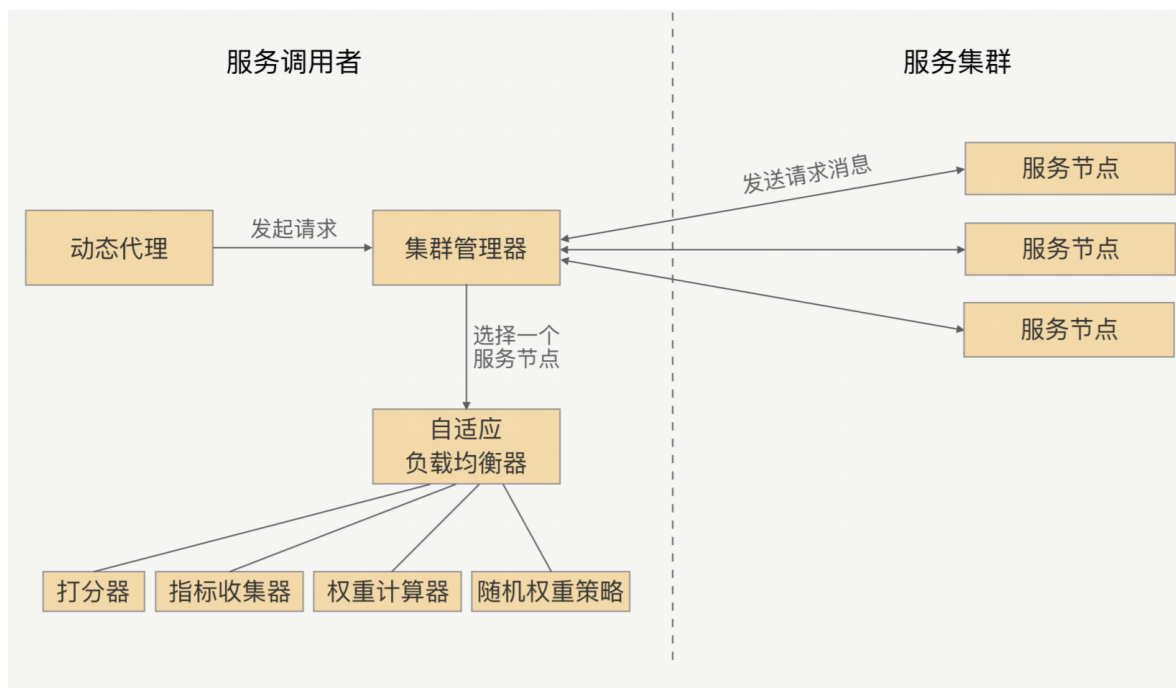 服务调用者
服务集群
发送请求消息
服务节点
动态代理
发起请求
集群管理器
服务节点
服务节点
选择一个
服务节点
自适应
负载均衡器
打分器
指标收集器
权重计算器
随机权重策略